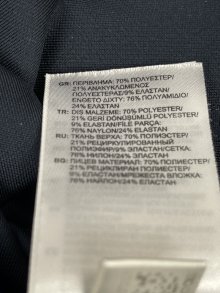 GR: ΠΕΡΙΒΛΗΜΑ: 70% ΠΟΛΥΕΣΤΕΡ/
21% ΑΝΑΚΥΚΛΩΜΕΝΟΣ
ΠΟΛΥΕΣΤΕΡ/9% ΕΛΑΣΤΑΝ/
ΕΝΘΕΤΟ ΔΙΧΤΥ: 76% ΠΟΛΥΑΜΙΔΙΟ/
24% ΕΛΑΣΤΑΝ
TR: DIŞ MALZEME: 70% POLYESTER/
21% GERİ DÖNÜŞÜMLÜ POLYESTER/
9% ELASTAN/FİLE PARÇA:
76% NAYLON/24% ELASTAN
RU: ТКАНЬ ВЕРХА: 70% ПОЛИЭСТЕР/
21% РЕЦИКЛИРОВАННЫЙ
ПОЛИЭФИР/9% ЭЛАСТАН/СЕТКА:
76% НИЛОН/24% ЭЛАСТАН
BG: ЛИЦЕВ МАТЕРИАЛ: 70% ПОЛИЕСТЕР/
21% РЕЦИКЛИРАН ПОЛИЕСТЕР/
9% ЕЛАСТАН/МРЕЖЕСТА ВЛОЖКА:
76% НАЙЛОН/24% ЕЛАСТАН